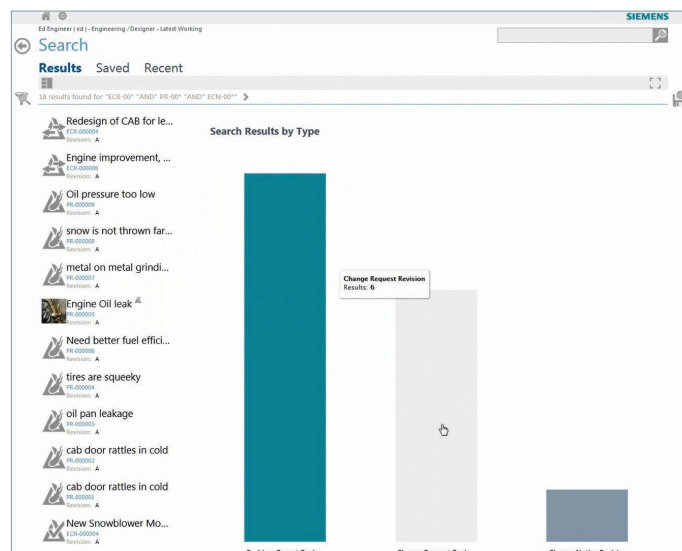 SIEMENS
Ed Engineer ( ed ) - Engineering / Designer - Latest Working
Search
Results Saved Recent
18 results found for "ECR-00* "AND" PR-00* "AND" ECN-00*"
Redesign of CAB for le...
ECR-000004
Revision: A
Engine improvement, ...
ECR-000006
Revision: A
Oil pressure too low
PR-000009
Revision: A
snow is not thrown far...
PR-000008
Revision: A
metal on metal grindi...
PR-000007
Revision: A
Engine Oil leak
PR-000005
Revision: A
Need better fuel effici...
PR-000006
Revision: A
tires are squeeky
PR-000004
Revision: A
oil pan leakage
PR-000003
Revision: A
cab door rattles in cold
PR-000002
Revision: A
cab door rattles in cold
PR-000001
Revision: A
New Snowblower Mo...
ECN-000004
Revision: A
Search Results by Type
Change Request Revision
Results: 6